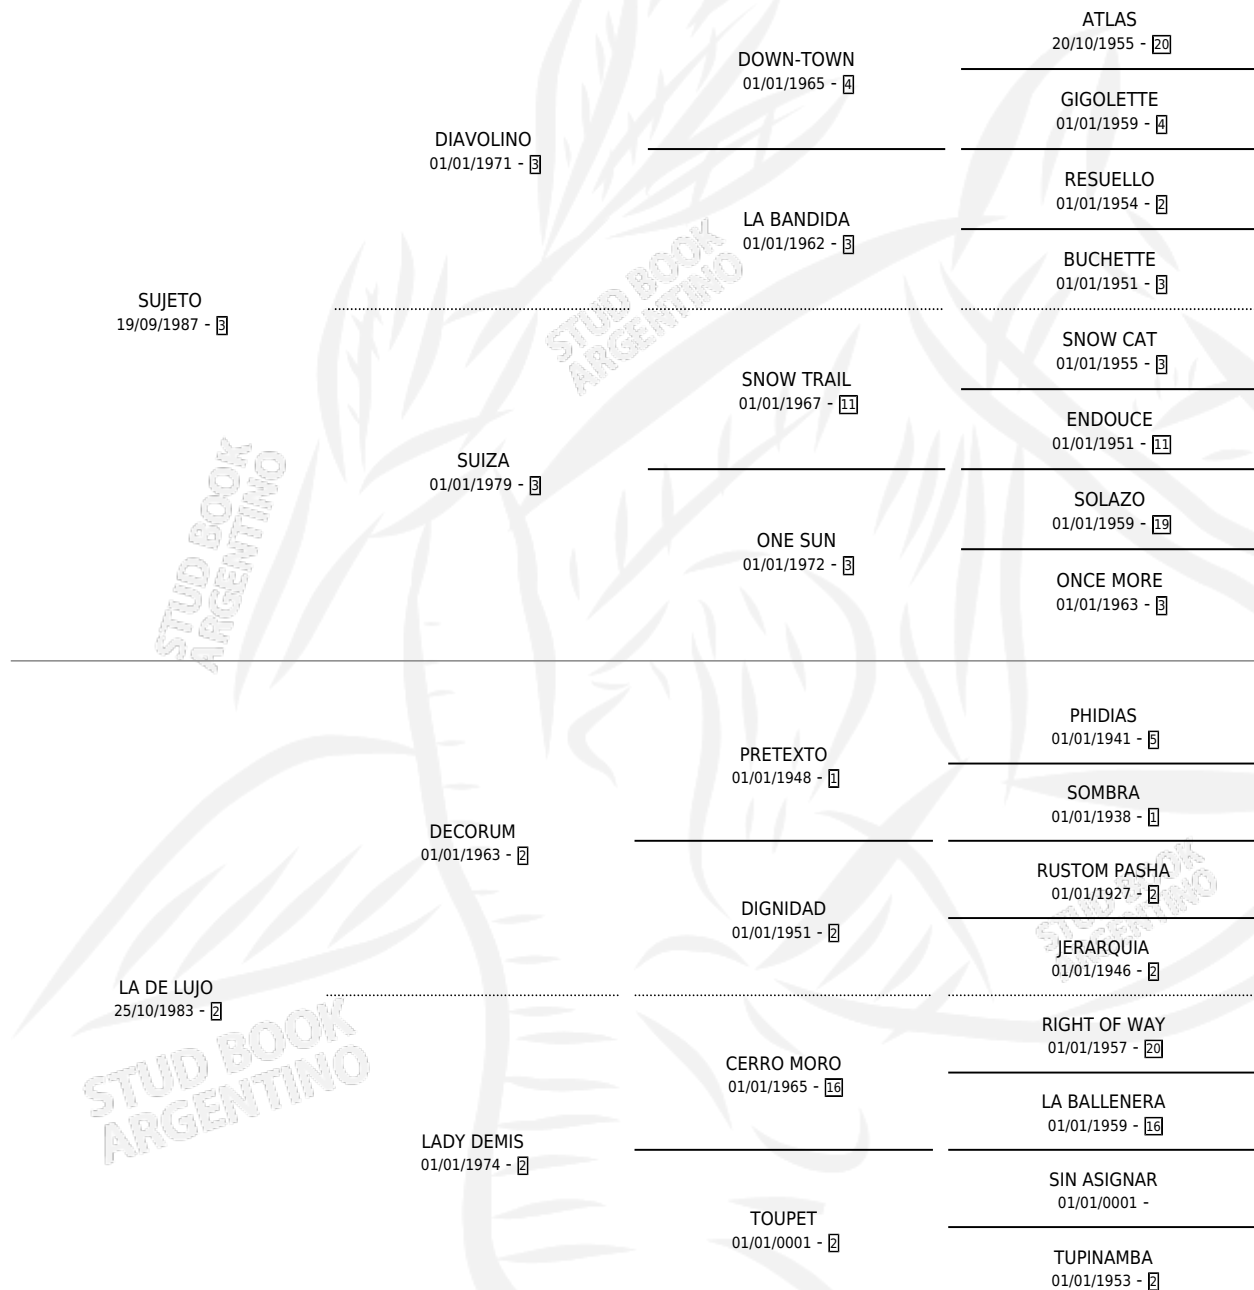 ATLAS
20/10/1955 - 20
DOWN-TOWN
01/01/1965 - 4
GIGOLETTE
01/01/1959 - 4
DIAVOLINO
01/01/1971 - 3
RESUELLO
01/01/1954 - 2
LA BANDIDA
01/01/1962 - 3
BUCHETTE
01/01/1951 - 3
SUJETO
19/09/1987 - 3
SNOW CAT
01/01/1955 - 3
SNOW TRAIL
01/01/1967 - 11
ENDOUCE
01/01/1951 - 11
SUIZA
01/01/1979 - 3
SOLAZO
01/01/1959 - 19
ONE SUN
01/01/1972 - 3
ONCE MORE
01/01/1963 - 3
PHIDIAS
01/01/1941 - 5
PRETEXTO
01/01/1948 - 1
SOMBRA
01/01/1938 - 1
DECORUM
01/01/1963 - 2
RUSTOM PASHA
01/01/1927 - 2
DIGNIDAD
01/01/1951 - 2
JERARQUIA
01/01/1946 - 2
LA DE LUJO
25/10/1983 - 2
RIGHT OF WAY
01/01/1957 - 20
CERRO MORO
01/01/1965 - 16
LA BALLENERA
01/01/1959 - 16
LADY DEMIS
01/01/1974 - 2
SIN ASIGNAR
01/01/0001 -
TOUPET
01/01/0001 - 2
TUPINAMBA
01/01/1953 - 2
STUD BOOK
ARGENTINO
STUD BOOK
ARGENTINO
STUD BOOK
ARGENTINO
STUD BOOK
ARGENTINO